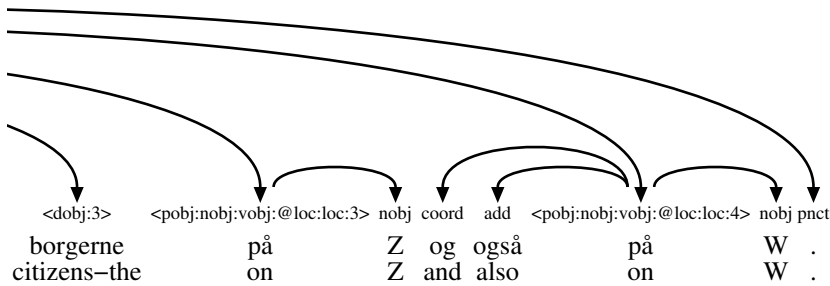 <dobj:3> <pobj:nobj:vobj:@loc:loc:3> nobj coord add <pobj:nobj:vobj:@loc:loc:4> nobj pnct
borgerne på Z og også på W .
citizens−the on Z and also on W .